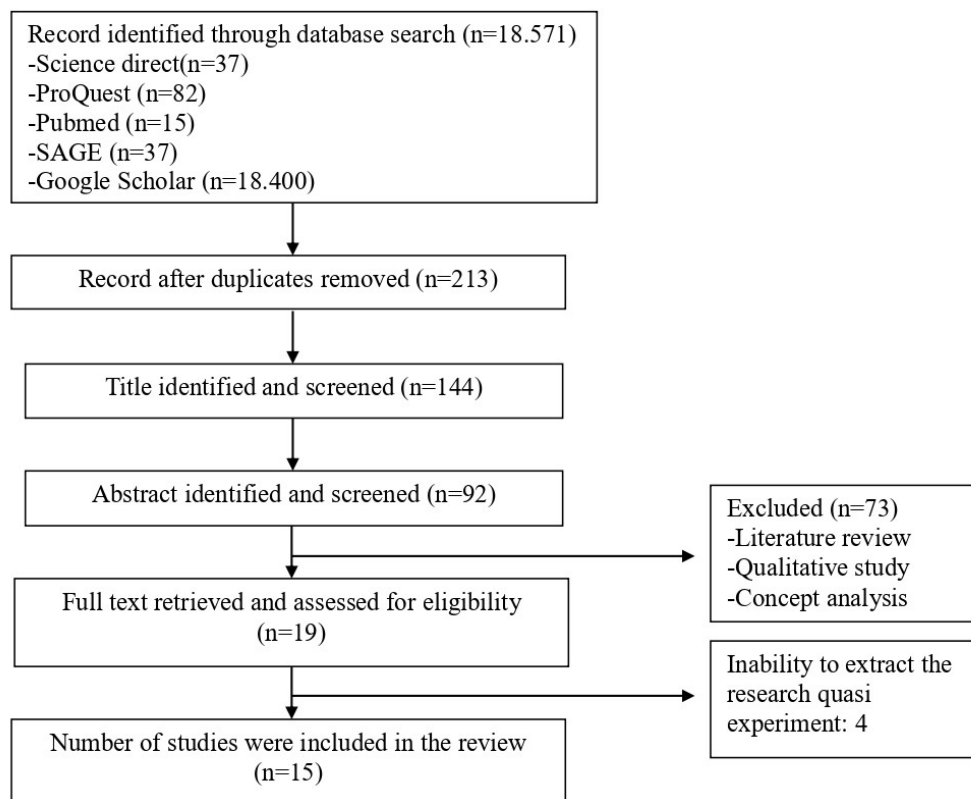 Record identified through database search (n=18.571)
-Science direct(n=37)
-ProQuest (n=82)
-Pubmed (n=15)
-SAGE (n=37)
-Google Scholar (n=18.400)
Record after duplicates removed (n=213)
Title identified and screened (n=144)
Abstract identified and screened (n=92)
Excluded (n=73)
-Literature review
-Qualitative study
-Concept analysis
Full text retrieved and assessed for eligibility
(n=19)
Inability to extract the
research quasi
experiment: 4
Number of studies were included in the review
(n=15)